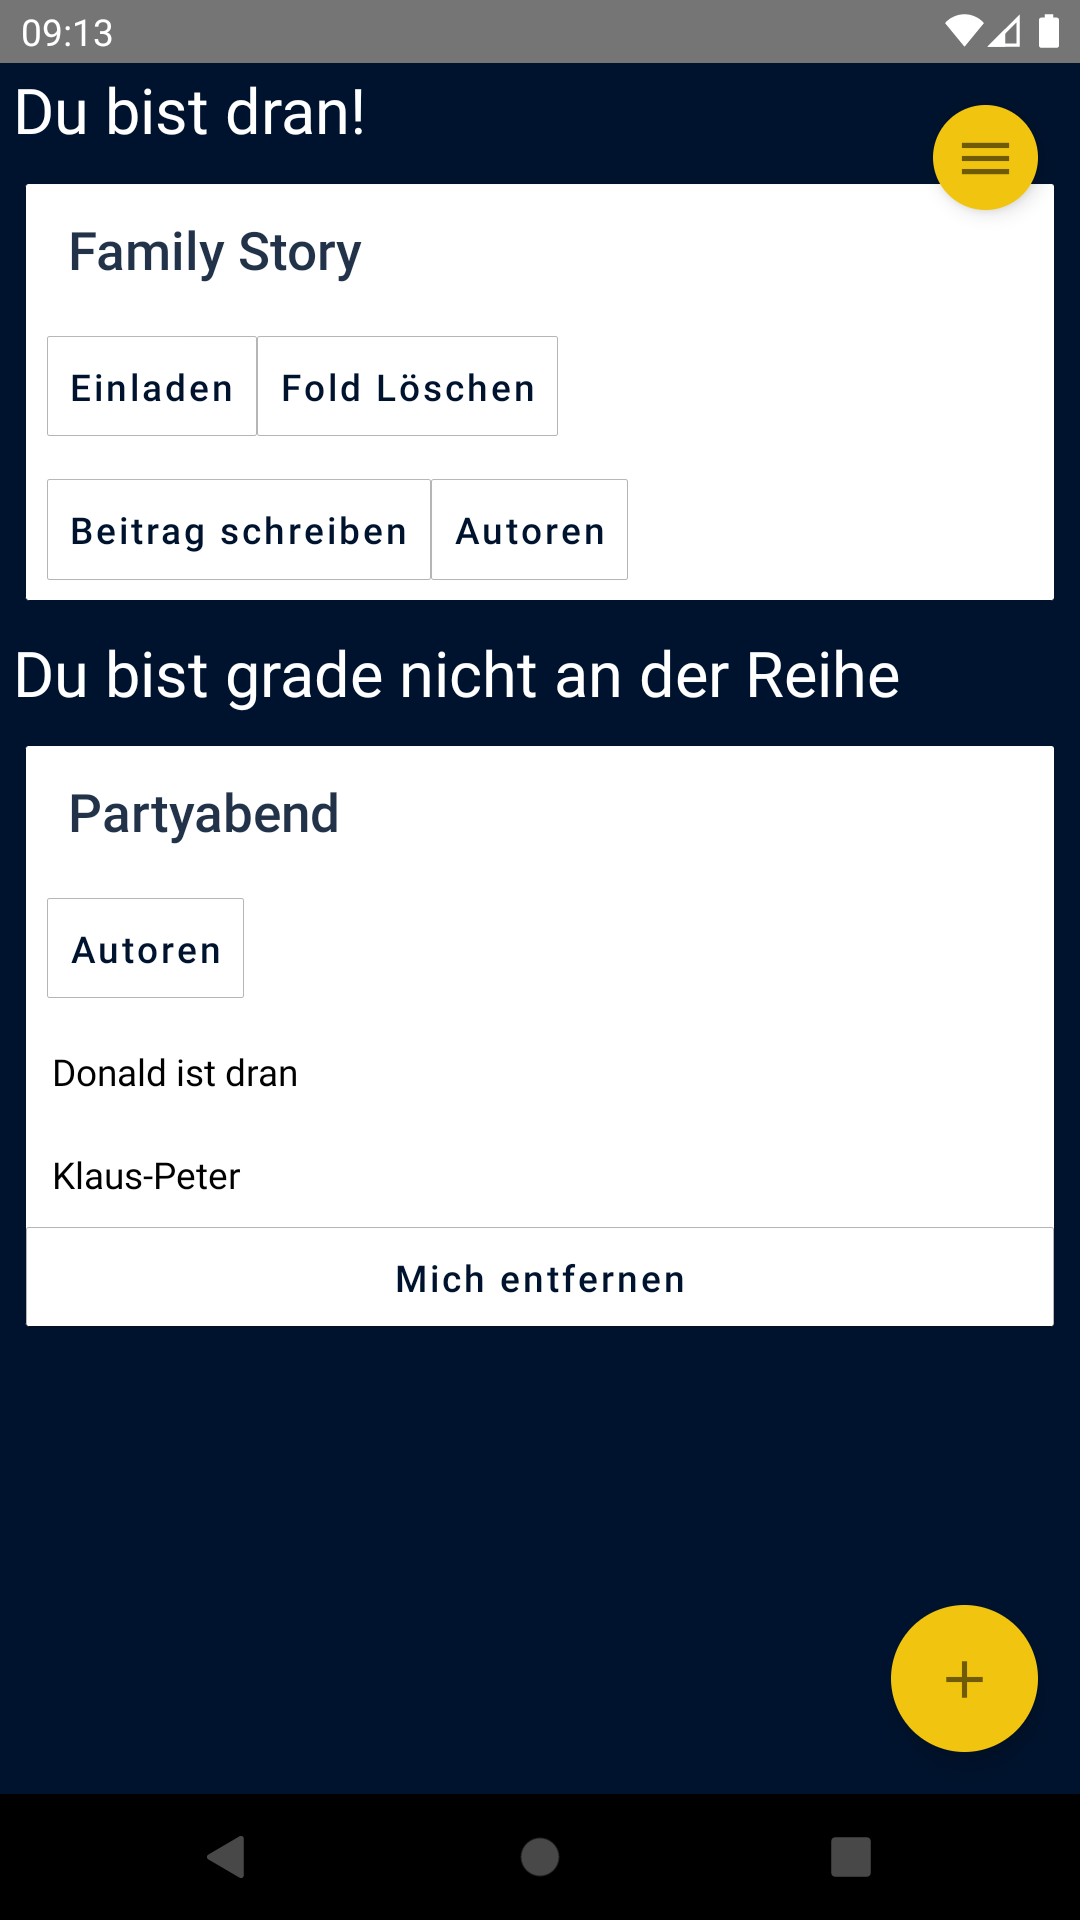 09:13
Du bist dran!
Family Story
Einladen Fold Löschen
Beitrag schreiben Autoren
Du bist grade nicht an der Reihe
Partyabend
Autoren
Donald ist dran
Klaus-Peter
Mich entfernen